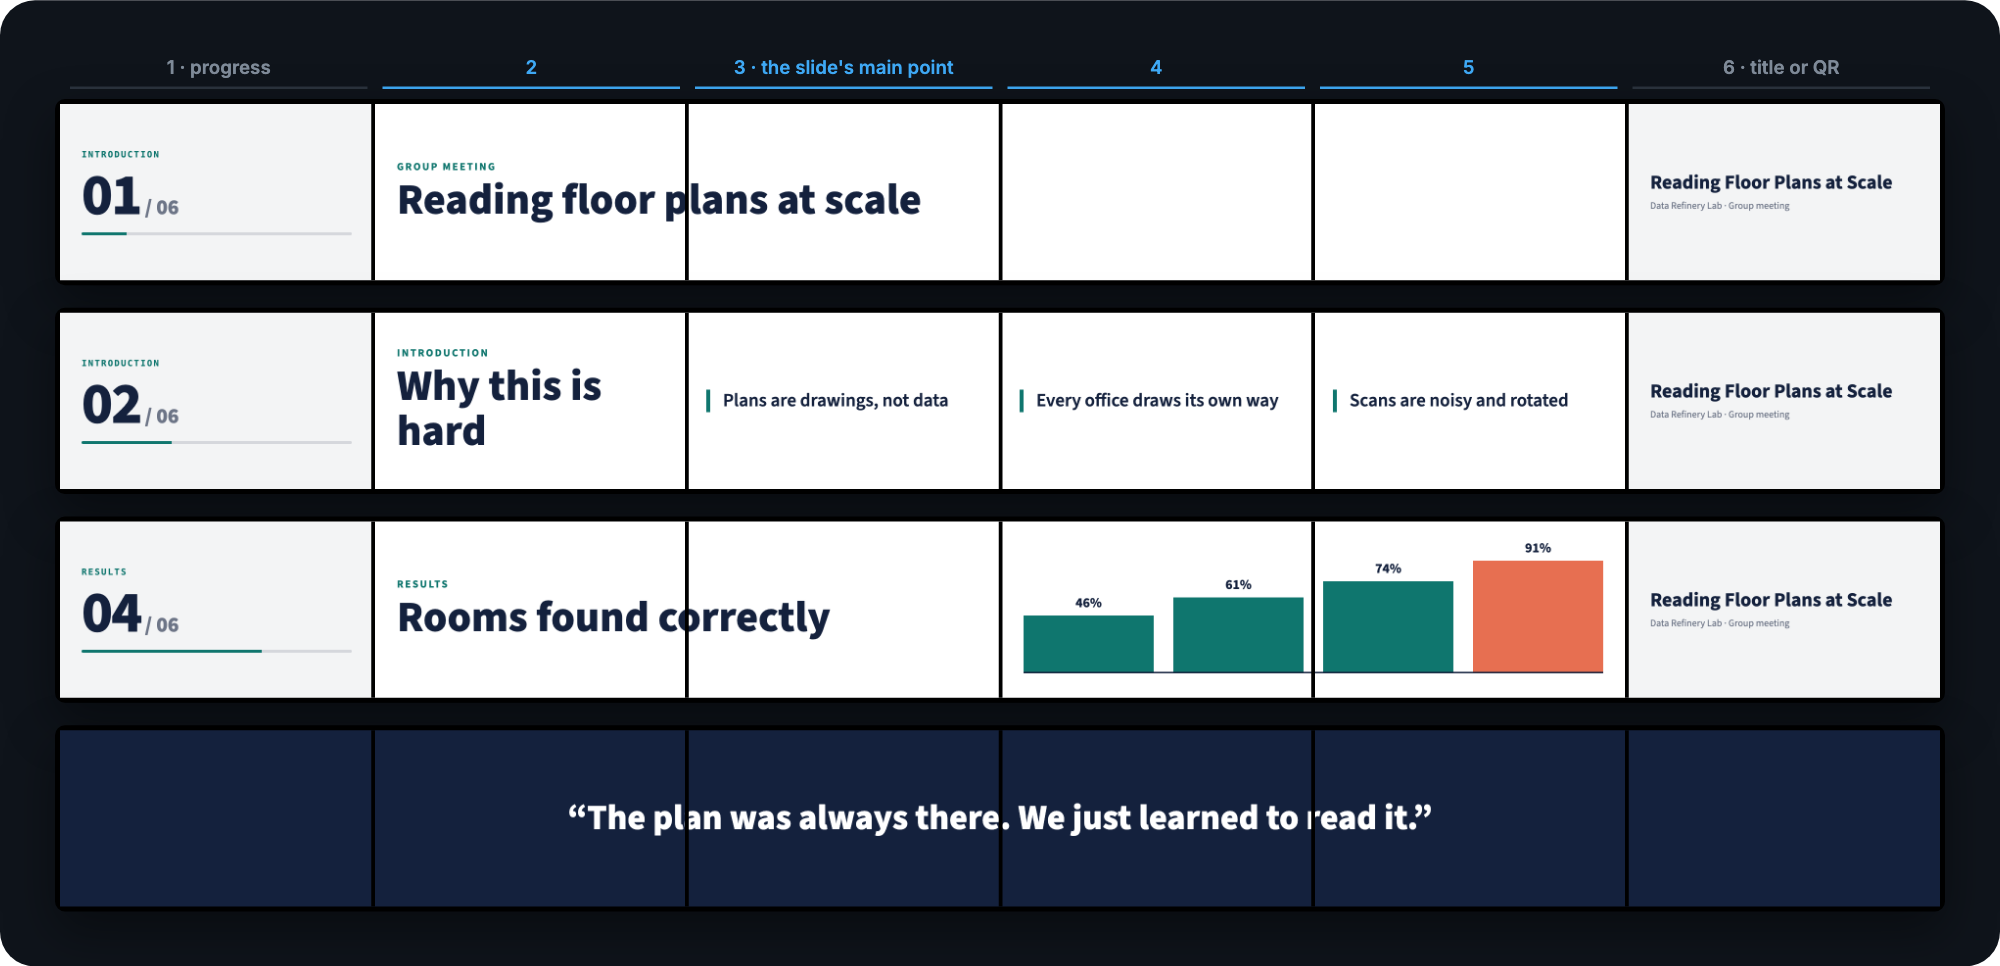 1 · progress
2
3 · the slide's main point
4
5
6 · title or QR
INTRODUCTION
01 / 06
GROUP MEETING
Reading floor plans at scale
Reading Floor Plans at Scale
Data Refinery Lab · Group meeting
INTRODUCTION
02 / 06
INTRODUCTION
Why this is
hard
Plans are drawings, not data
Every office draws its own way
Scans are noisy and rotated
Reading Floor Plans at Scale
Data Refinery Lab · Group meeting
RESULTS
04 / 06
RESULTS
Rooms found correctly
46%
61%
74%
91%
Reading Floor Plans at Scale
Data Refinery Lab · Group meeting
“The plan was always there. We just learned to read it.”